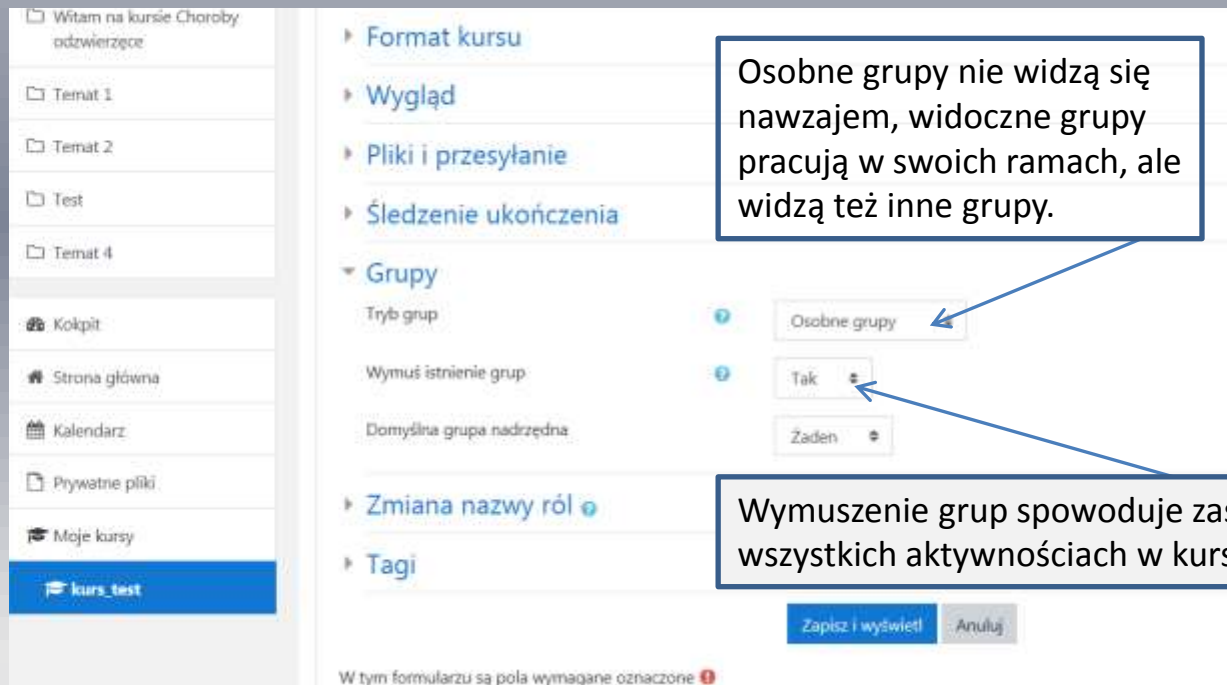 Witam na kursie Choroby
odzwierzęce
Temat 1
Temat 2
Test
Temat 4
Kokpit
Strona główna
Kalendarz
Prywatne pliki
Moje kursy
kurs_test
Format kursu
Wygląd
Pliki i przesyłanie
Śledzenie ukończenia
Grupy
Tryb grup
Osobne grupy
Wymuś istnienie grup
Tak
Domyślna grupa nadrzędna
Żaden
Zmiana nazwy ról
Tagi
Zapisz i wyświetl
Anuluj
W tym formularzu są pola wymagane oznaczone
Osobne grupy nie widzą się
nawzajem, widoczne grupy
pracują w swoich ramach, ale
widzą też inne grupy.
Wymuszenie grup spowoduje
wszystkich aktywnościach w